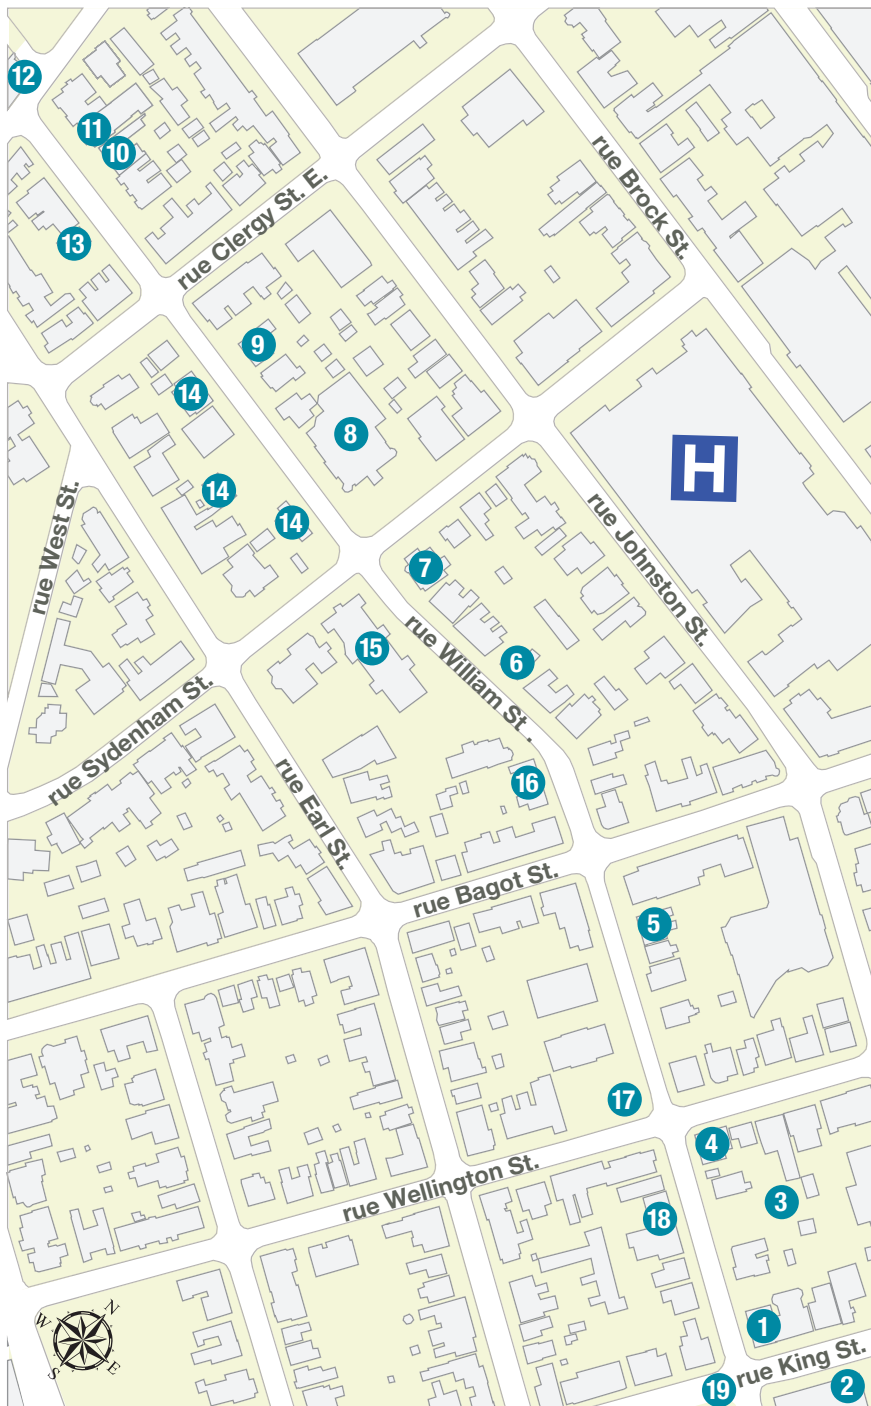 12
11
10
rue Brock St.
rue Clergy St. E.
13
9
14
8
H
14
14
rue West St.
rue Johnston St.
7
15
rue William St .
6
rue Sydenham St.
rue Earl St.
16
rue Bagot St.
5
17
4
rue Wellington St.
3
18
N
W
E
S
1
rue King St.
19
2